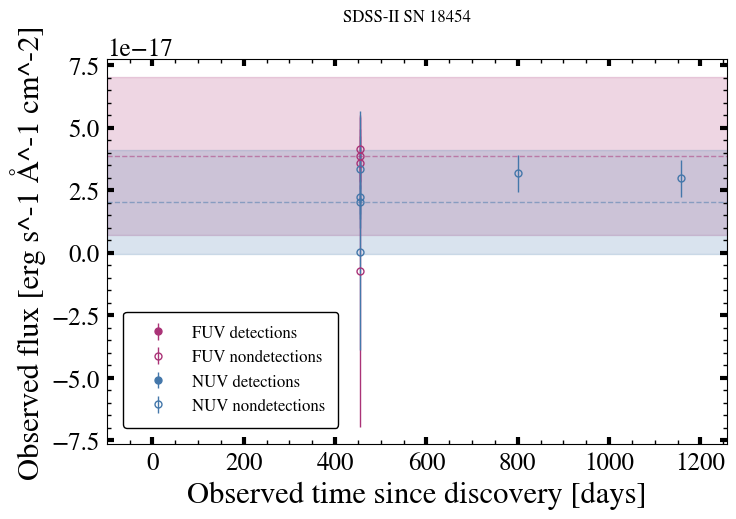 SDSS-II SN 18454
1e−17
Observed flux [erg s^-1 Å^-1 cm^-2]
7.5
5.0
2.5
0.0
−2.5
−5.0
−7.5
FUV detections
FUV nondetections
NUV detections
NUV nondetections
0 200 400 600 800 1000 1200
Observed time since discovery [days]